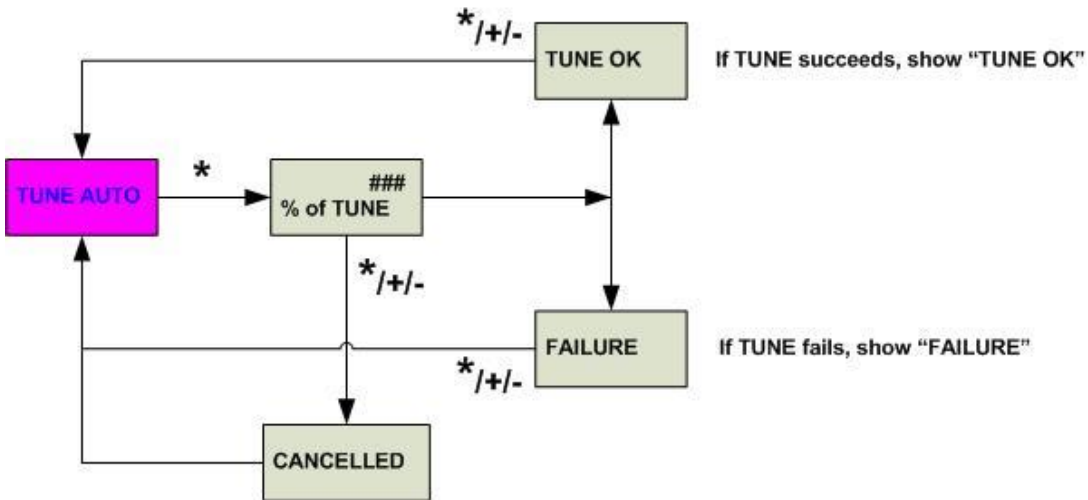 */+/-
TUNE OK
If TUNE succeeds, show “TUNE OK”
TUNE AUTO
*
###
% of TUNE
*/+/-
FAILURE
If TUNE fails, show “FAILURE”
*/+/-
CANCELLED